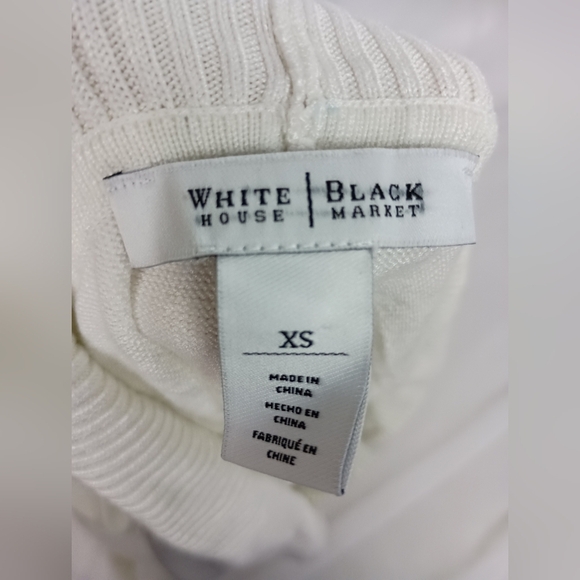 WHITE | BLACK
HOUSE | MARKET
XS
MADE IN
CHINA
HECHO EN
CHINA
FABRIQUÉ EN
CHINE